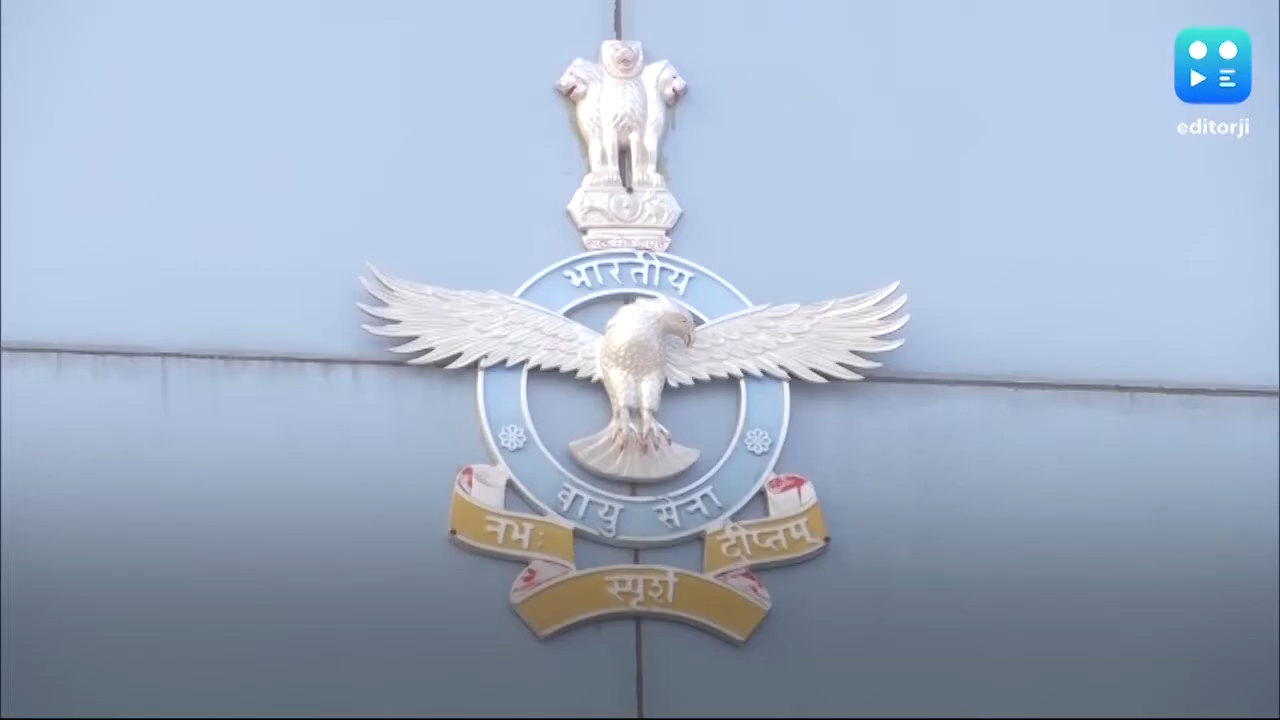 editorji
भारतीय
वायु सेना
नभः स्पृशं दीप्तम्